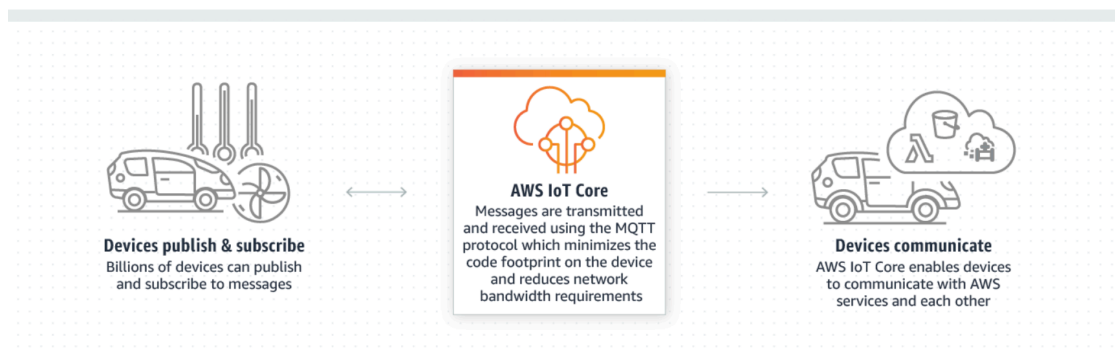 Devices publish & subscribe
Billions of devices can publish
and subscribe to messages
AWS IoT Core
Messages are transmitted
and received using the MQTT
protocol which minimizes the
code footprint on the device
and reduces network
bandwidth requirements
Devices communicate
AWS IoT Core enables devices
to communicate with AWS
services and each other